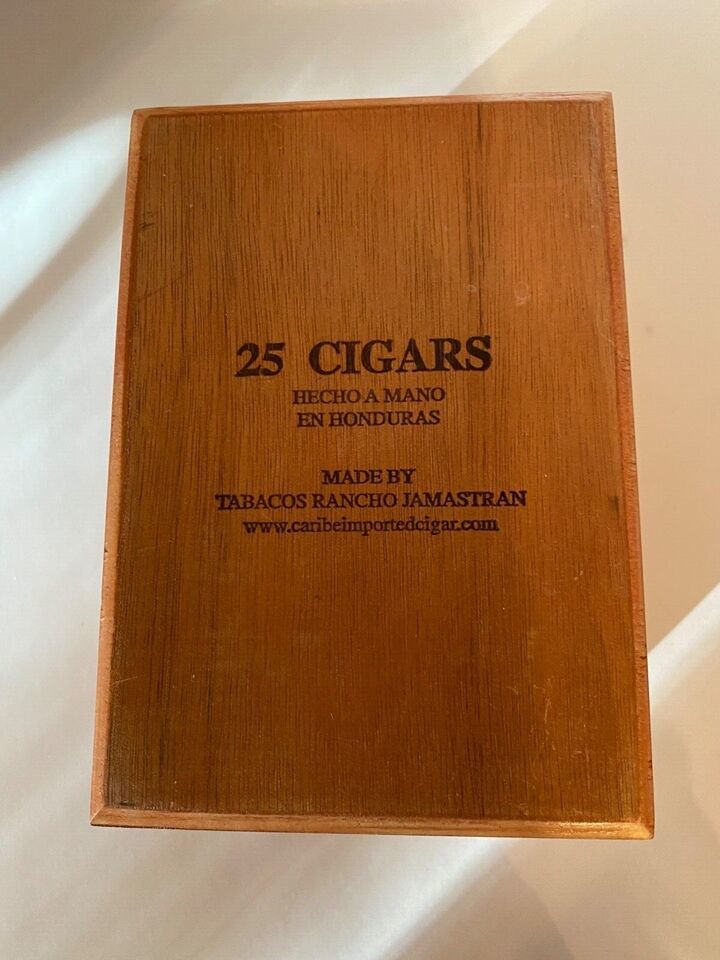 25 CIGARS
HECHO A MANO
EN HONDURAS
MADE BY
TABACOS RANCHO JAMASTRAN
www.caribeimportedcigar.com